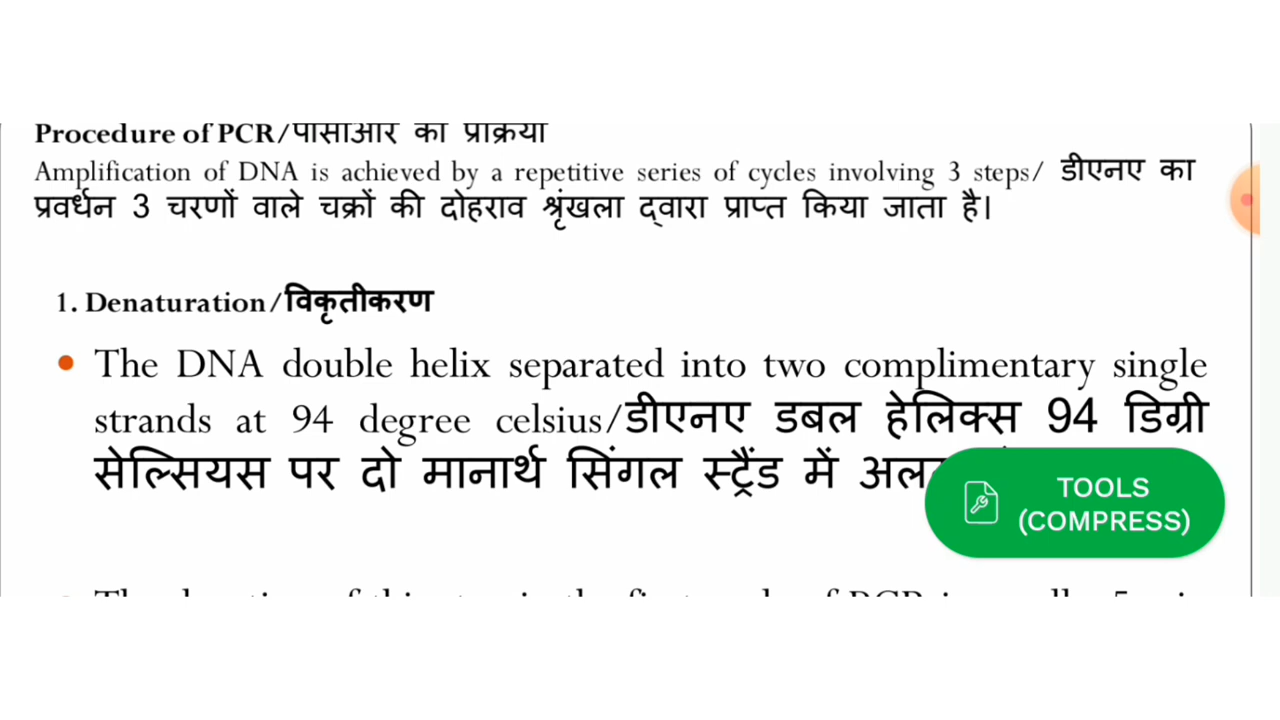 Procedure of PCR/पीसीआर की प्रक्रिया
Amplification of DNA is achieved by a repetitive series of cycles involving 3 steps/ डीएनए का
प्रवर्धन 3 चरणों वाले चक्रों की दोहराव श्रृंखला द्वारा प्राप्त किया जाता है।
1. Denaturation/विकृतीकरण
The DNA double helix separated into two complimentary single
strands at 94 degree celsius/डीएनए डबल हेलिक्स 94 डिग्री
सेल्सियस पर दो मानार्थ सिंगल स्ट्रैंड में
TOOLS
(COMPRESS)